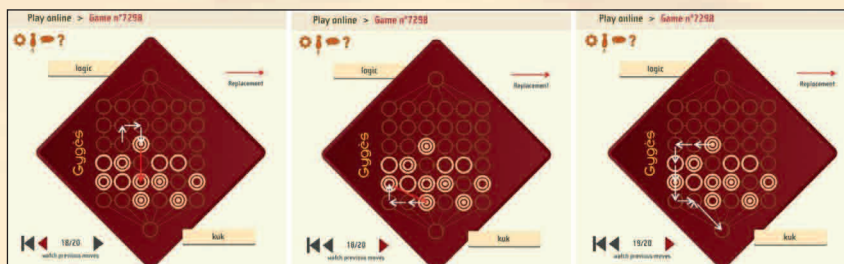 Play online > Game n°7298
?
logic
Replacement
Gygès
kuk
18/20
watch previous moves
Play online > Game n°7298
?
logic
Replacement
Gygès
kuk
18/20
watch previous moves
Play online > Game n°7298
?
logic
Replacement
Gygès
kuk
19/20
watch previous moves